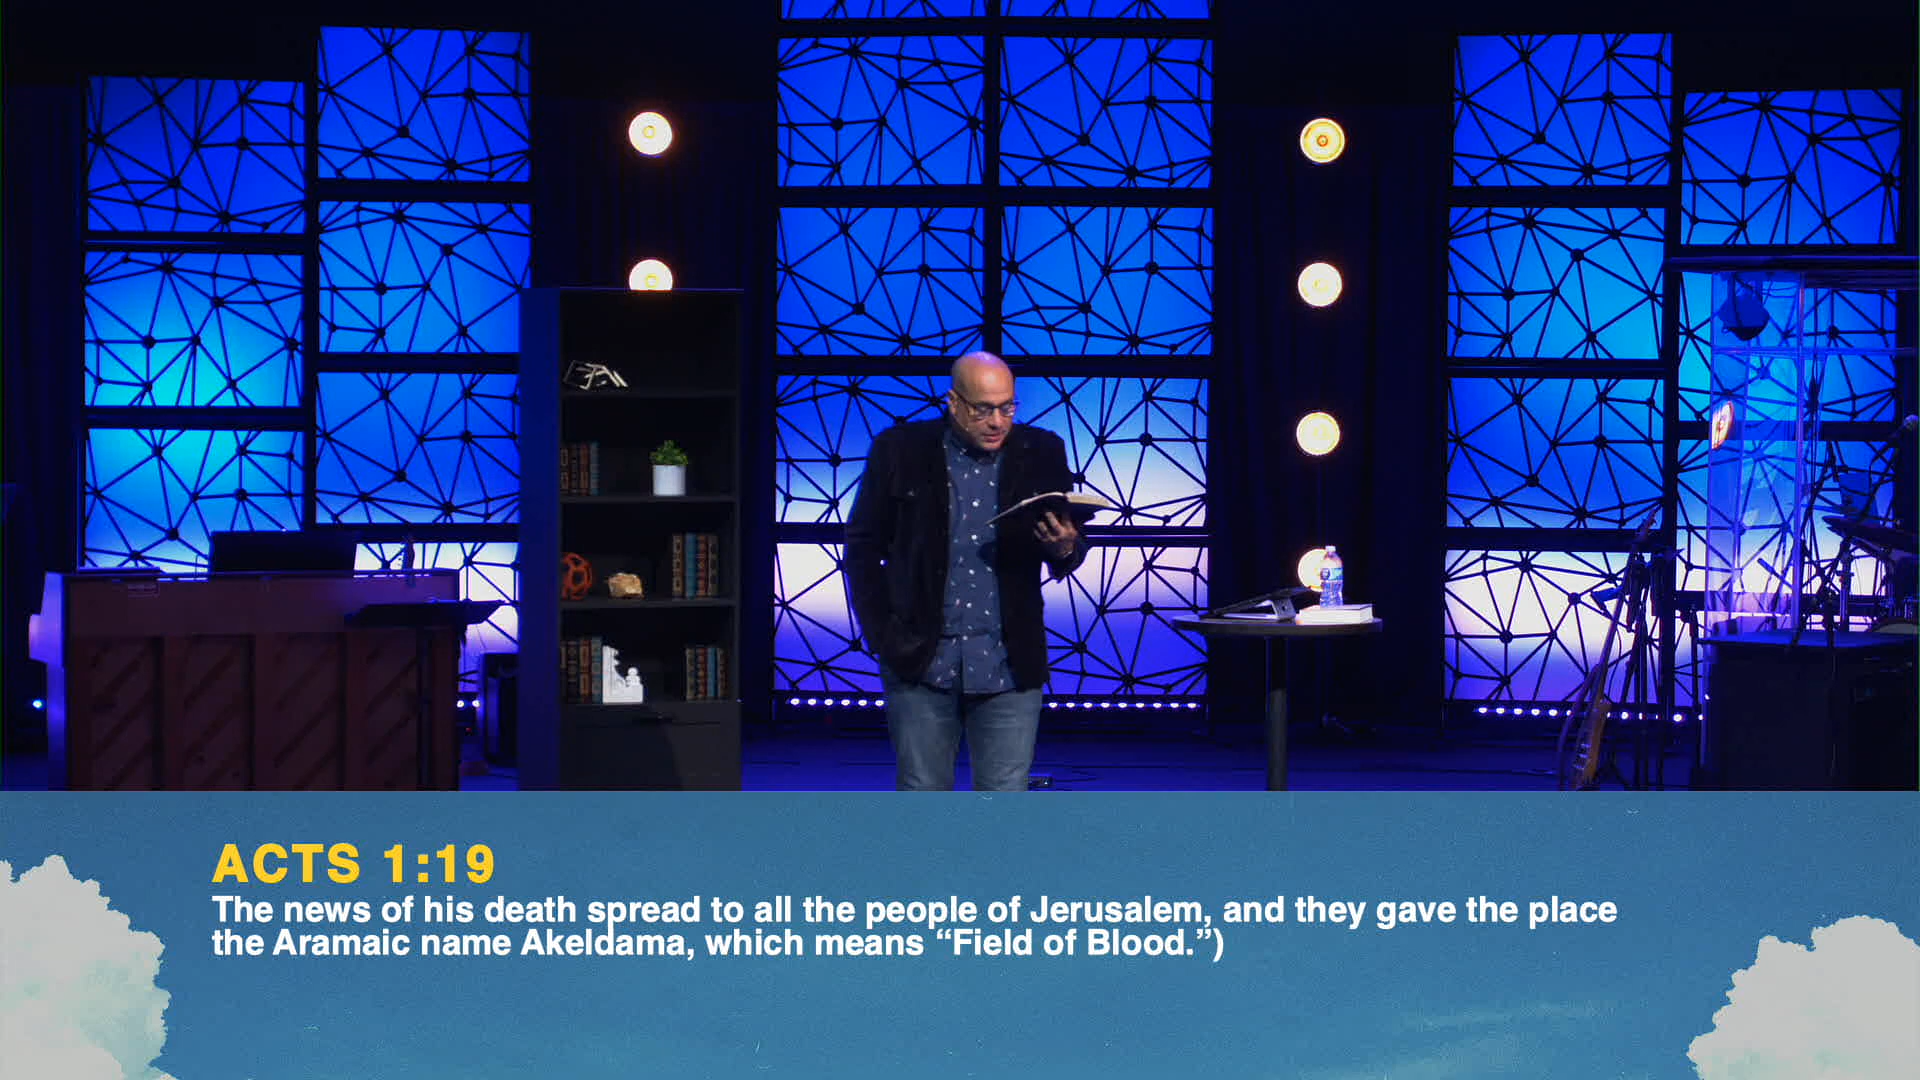 ACTS 1:19
The news of his death spread to all the people of Jerusalem, and they gave the place
the Aramaic name Akeldama, which means “Field of Blood.”)